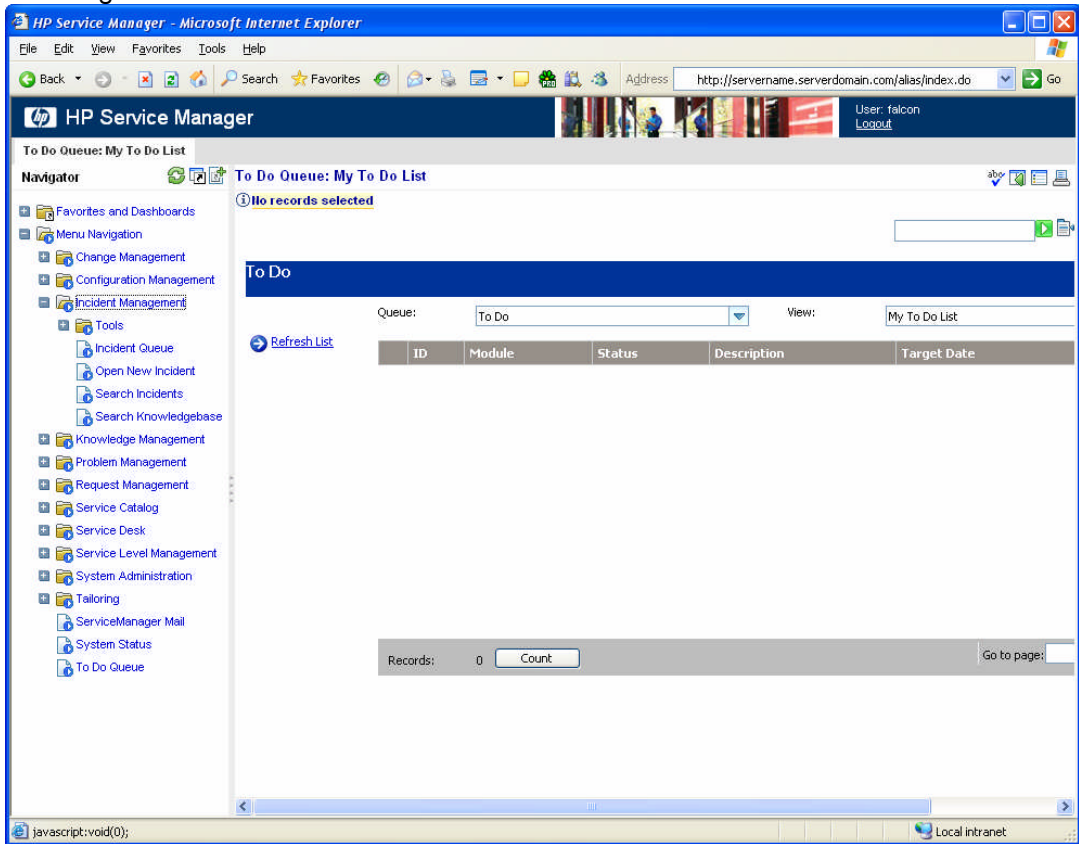 HP Service Manager - Microsoft Internet Explorer
File Edit View Favorites Tools Help
Back Search Favorites PRO Address http://servername.serverdomain.com/alias/index.do Go
hp HP Service Manager User: falcon
Logout
To Do Queue: My To Do List
Navigator To Do Queue: My To Do List abc
No records selected
Favorites and Dashboards
Menu Navigation
Change Management
Configuration Management
Incident Management
Tools
Incident Queue
Open New Incident
Search Incidents
Search Knowledgebase
Knowledge Management
Problem Management
Request Management
Service Catalog
Service Desk
Service Level Management
System Administration
Tailoring
ServiceManager Mail
System Status
To Do Queue
To Do
Queue: To Do View: My To Do List
Refresh List
ID Module Status Description Target Date
Records: 0 Count Go to page:
javascript:void(0); Local intranet